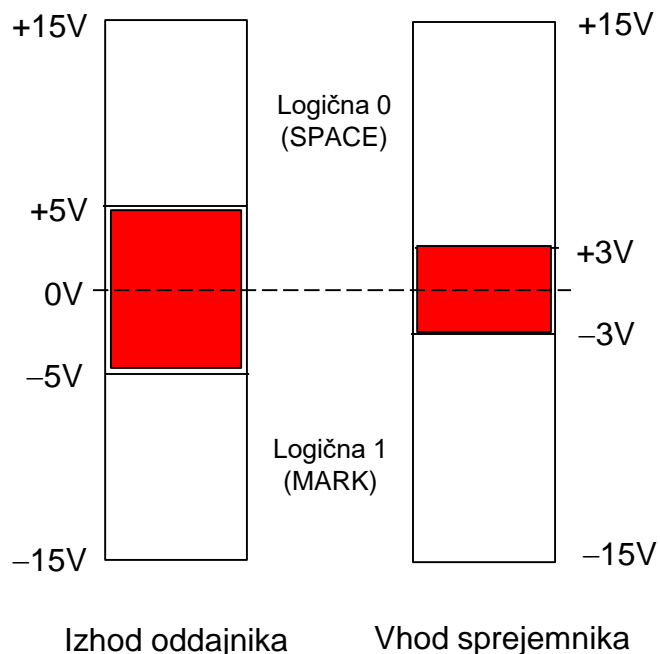 +15V
+15V
Logična 0
(SPACE)
+5V
+3V
0V
−3V
−5V
Logična 1
(MARK)
−15V
−15V
Izhod oddajnika
Vhod sprejemnika